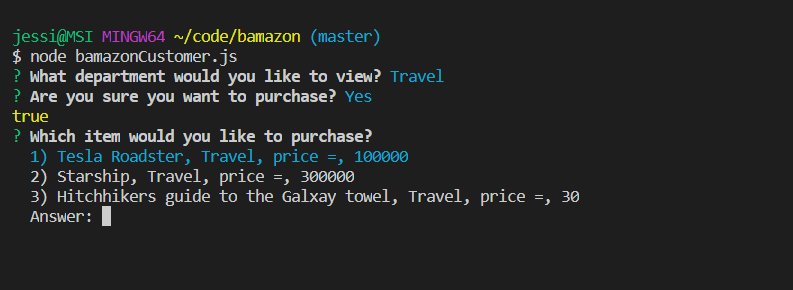 jessi@MSI MINGW64 ~/code/bamazon (master)
$ node bamazonCustomer.js
? What department would you like to view? Travel
? Are you sure you want to purchase? Yes
true
? Which item would you like to purchase?
1) Tesla Roadster, Travel, price =, 100000
2) Starship, Travel, price =, 300000
3) Hitchhikers guide to the Galxay towel, Travel, price =, 30
Answer: